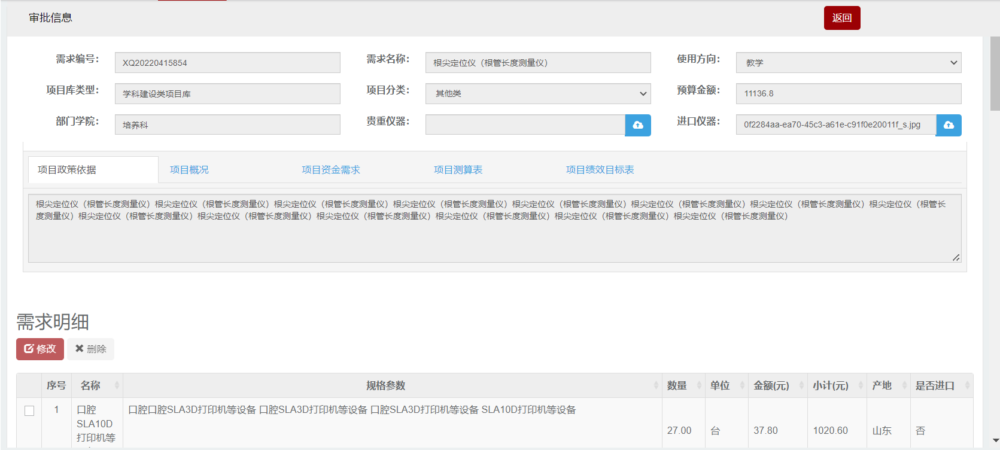 审批信息
返回
需求编号： XQ20220415854 需求名称： 根尖定位仪（根管长度测量仪） 使用方向： 教学
项目库类型： 学科建设类项目库 项目分类： 其他类 预算金额： 11136.8
部门学院： 培养科 贵重仪器： 进口仪器： 0f2284aa-ea70-45c3-a61e-c91f0e20011f_s.jpg
项目政策依据 项目概况 项目资金需求 项目测算表 项目绩效目标表
根尖定位仪（根管长度测量仪）根尖定位仪（根管长度测量仪）根尖定位仪（根管长度测量仪）根尖定位仪（根管长度测量仪）根尖定位仪（根管长度测量仪）根尖定位仪（根管长度测量仪）根尖定位仪（根管长度测量仪）根尖定位仪（根管长
度测量仪）根尖定位仪（根管长度测量仪）根尖定位仪（根管长度测量仪）根尖定位仪（根管长度测量仪）根尖定位仪（根管长度测量仪）根尖定位仪（根管长度测量仪）根尖定位仪（根管长度测量仪）
需求明细
修改 删除
序号 名称 规格参数 数量 单位 金额(元) 小计(元) 产地 是否进口
1 口腔 口腔口腔SLA3D打印机等设备 口腔SLA3D打印机等设备 口腔SLA3D打印机等设备 SLA10D打印机等设备
SLA10D
打印机等
27.00 台 37.80 1020.60 山东 否